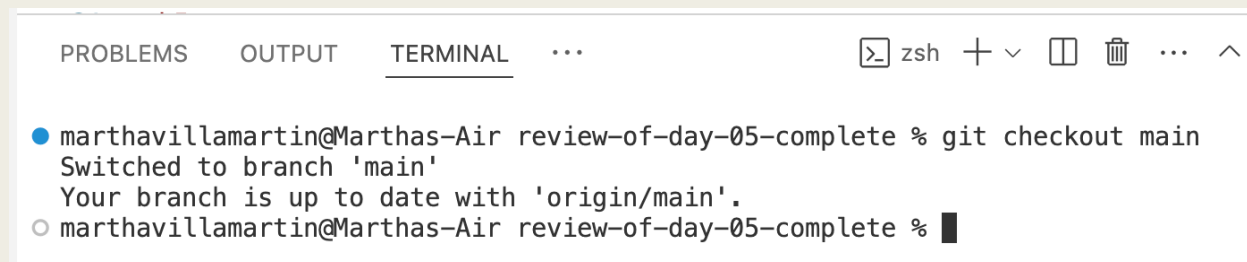 PROBLEMS OUTPUT TERMINAL ··· zsh
marthavillamartin@Marthas-Air review-of-day-05-complete % git checkout main
Switched to branch 'main'
Your branch is up to date with 'origin/main'.
marthavillamartin@Marthas-Air review-of-day-05-complete %